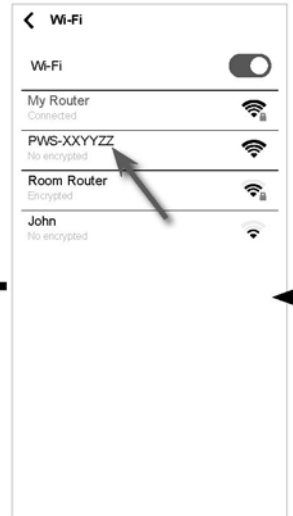 Wi-Fi
Wi-Fi
My Router
Connected
PWS-XXYYZZ
No encrypted
Room Router
Encrypted
John
No encrypted